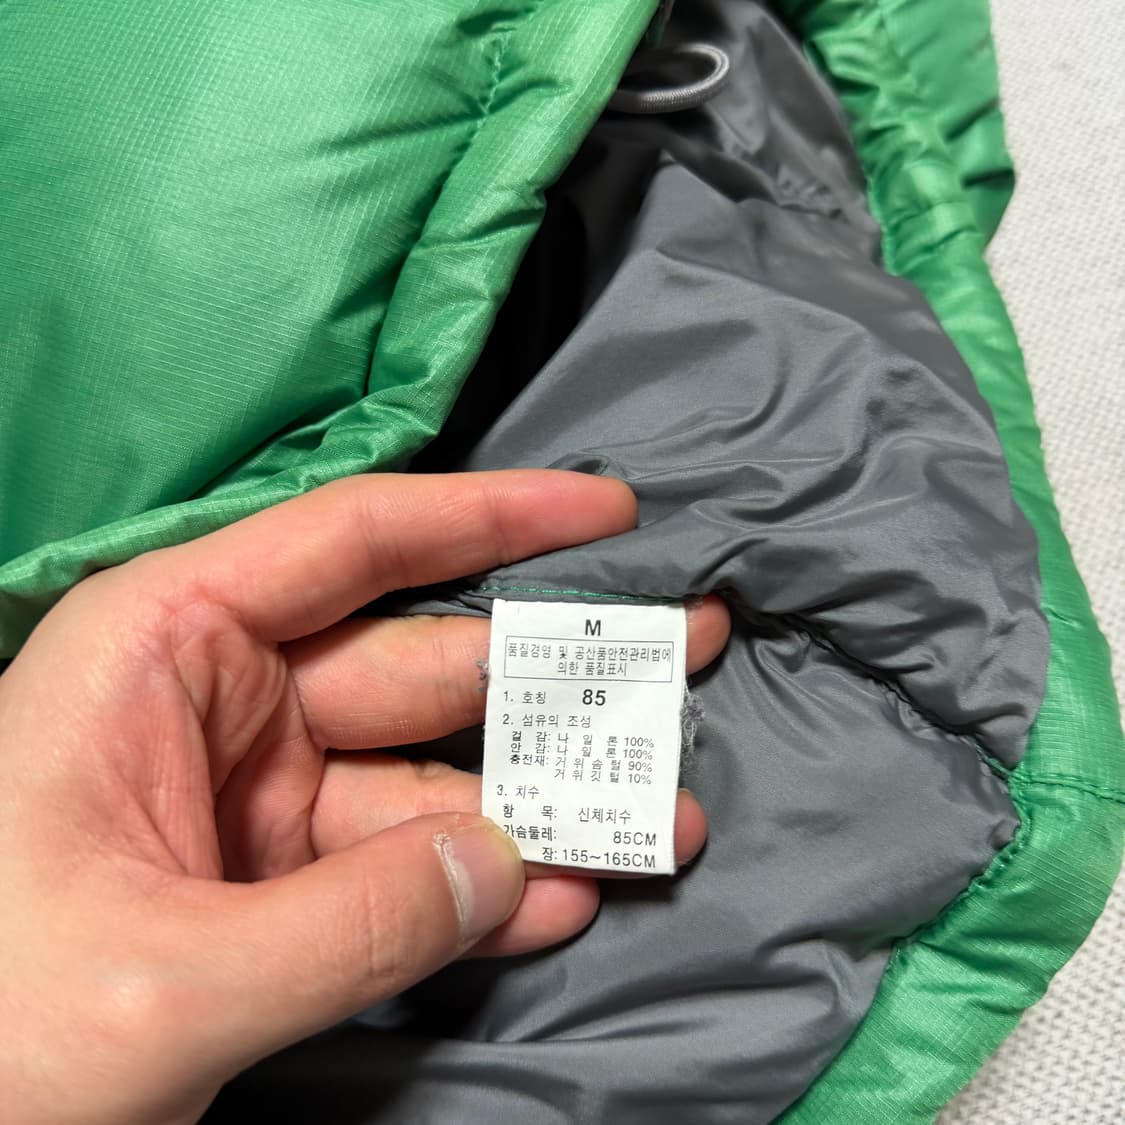 M
품질경영 및 공산품안전관리법에
의한 품질표시
1. 호칭 85
2. 섬유의 조성
겉 감: 나 일 론 100%
안 감: 나 일 론 100%
충전재: 거 위 솜 털 90%
거 위 깃 털 10%
3. 치수
항 목: 신체치수
가슴둘레: 85CM
장: 155~165CM